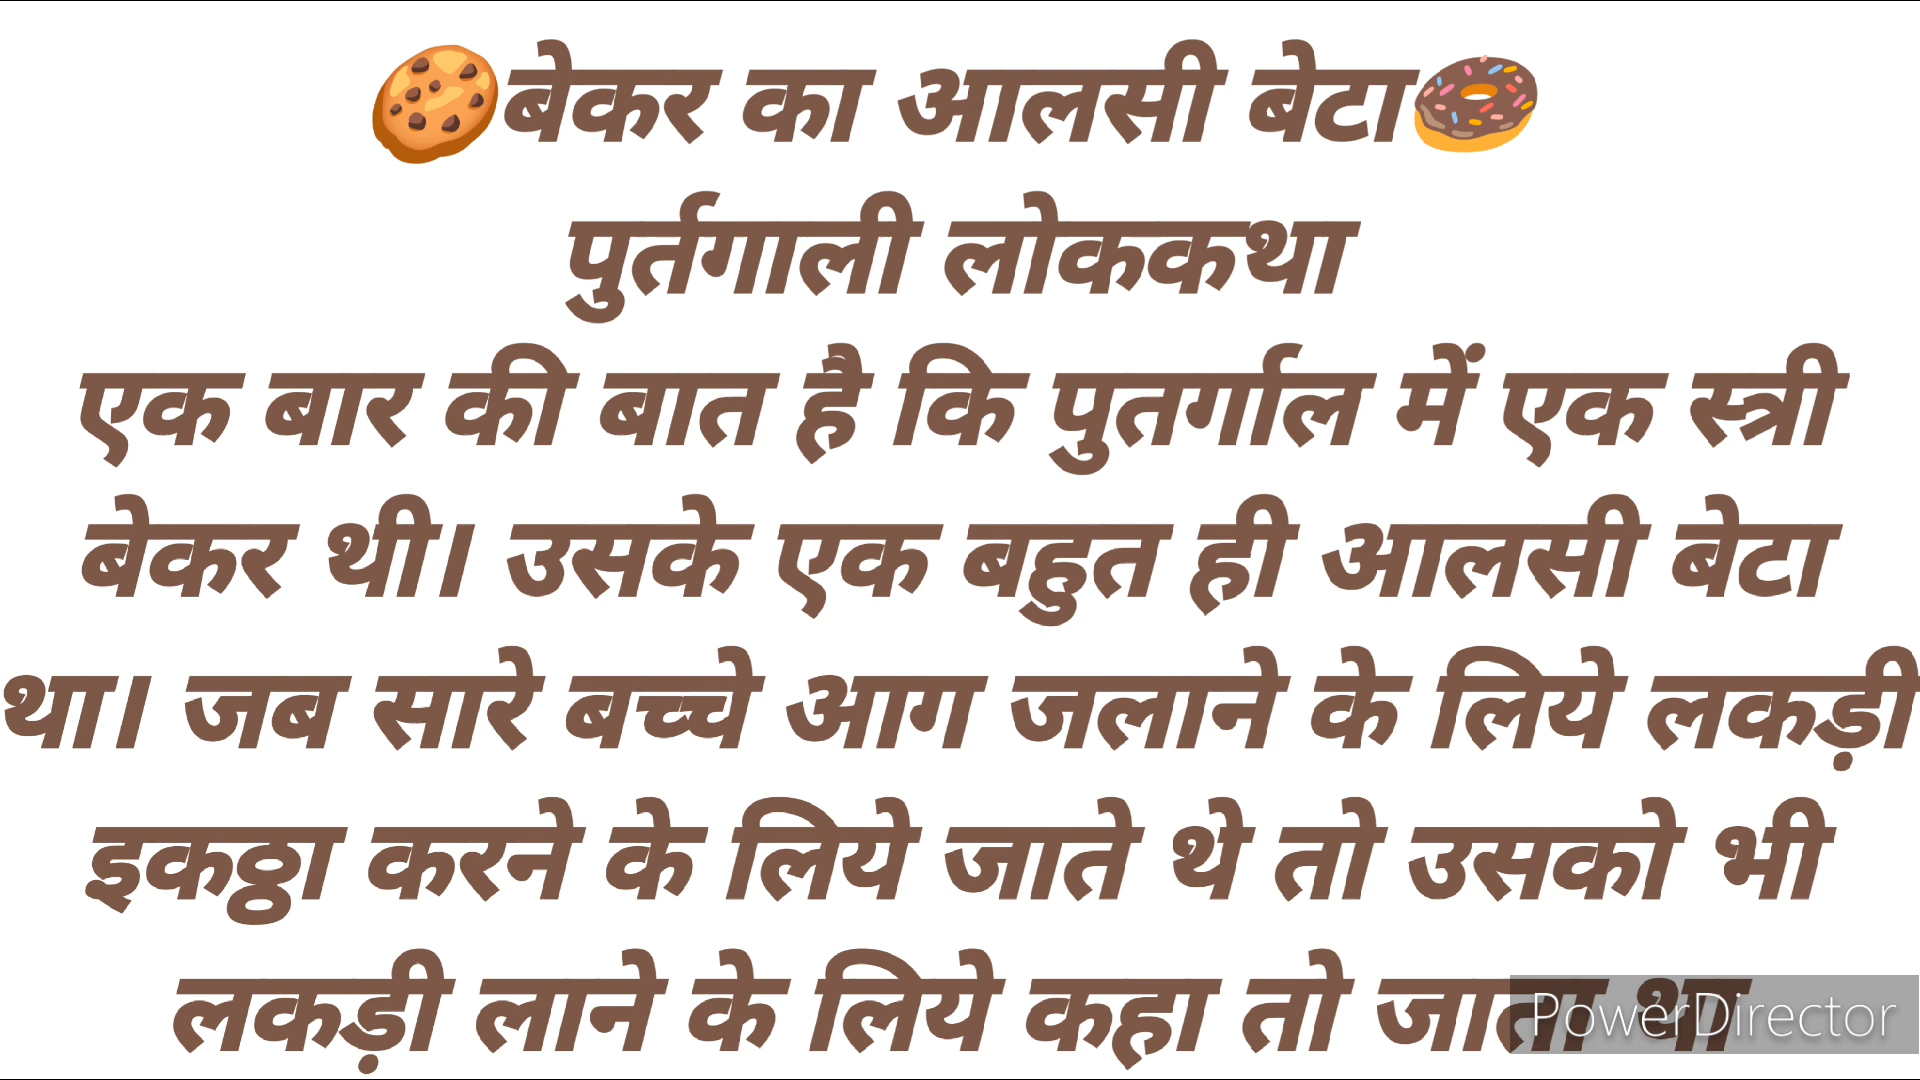 🍪बेकर का आलसी बेटा🍩
पुर्तगाली लोककथा
एक बार की बात है कि पुतर्गाल में एक स्त्री
बेकर थी। उसके एक बहुत ही आलसी बेटा
था। जब सारे बच्चे आग जलाने के लिये लकड़ी
इकठ्ठा करने के लिये जाते थे तो उसको भी
लकड़ी लाने के लिये कहा तो जाता था
PowerDirector